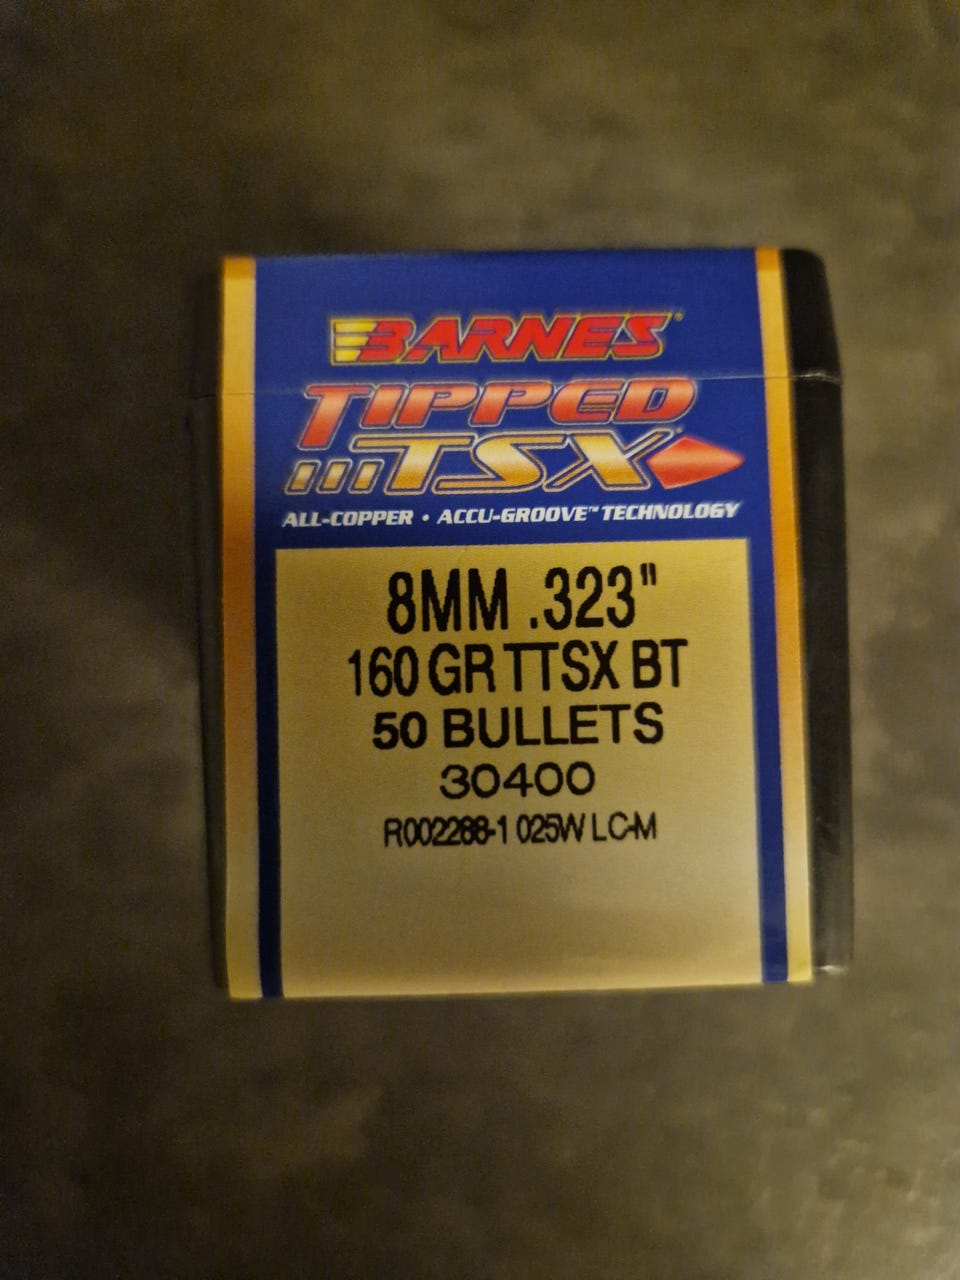 BARNES®
TIPPED
TSX®
ALL-COPPER • ACCU-GROOVE™ TECHNOLOGY
8MM .323"
160 GR TTSX BT
50 BULLETS
30400
R002288-1 025W LC-M